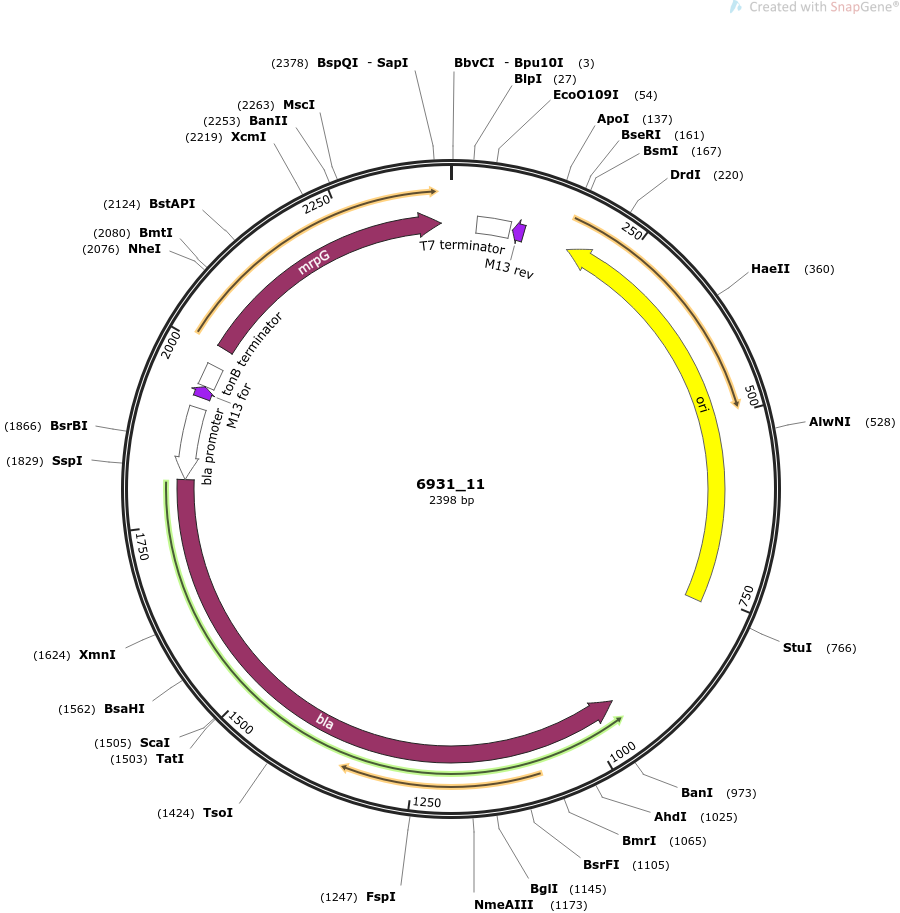 Created with SnapGene®
(2378) BspQI - SapI
BbvCI - Bpu10I (3)
BlpI (27)
EcoO109I (54)
ApoI (137)
BseRI (161)
BsmI (167)
DrdI (220)
HaeII (360)
AlwNI (528)
StuI (766)
BanI (973)
AhdI (1025)
BmrI (1065)
BsrFI (1105)
BglI (1145)
NmeAIII (1173)
(1247) FspI
(1424) TsoI
(1503) TatI
(1505) ScaI
(1562) BsaHI
(1624) XmnI
(1829) SspI
(1866) BsrBI
(2076) NheI
(2080) BmtI
(2124) BstAPI
(2219) XcmI
(2253) BanII
(2263) MscI
250
500
750
1000
1250
1500
1750
2000
2250
T7 terminator
M13 rev
ori
bla
bla promoter
M13 for
tonB terminator
mrpG
6931_11
2398 bp